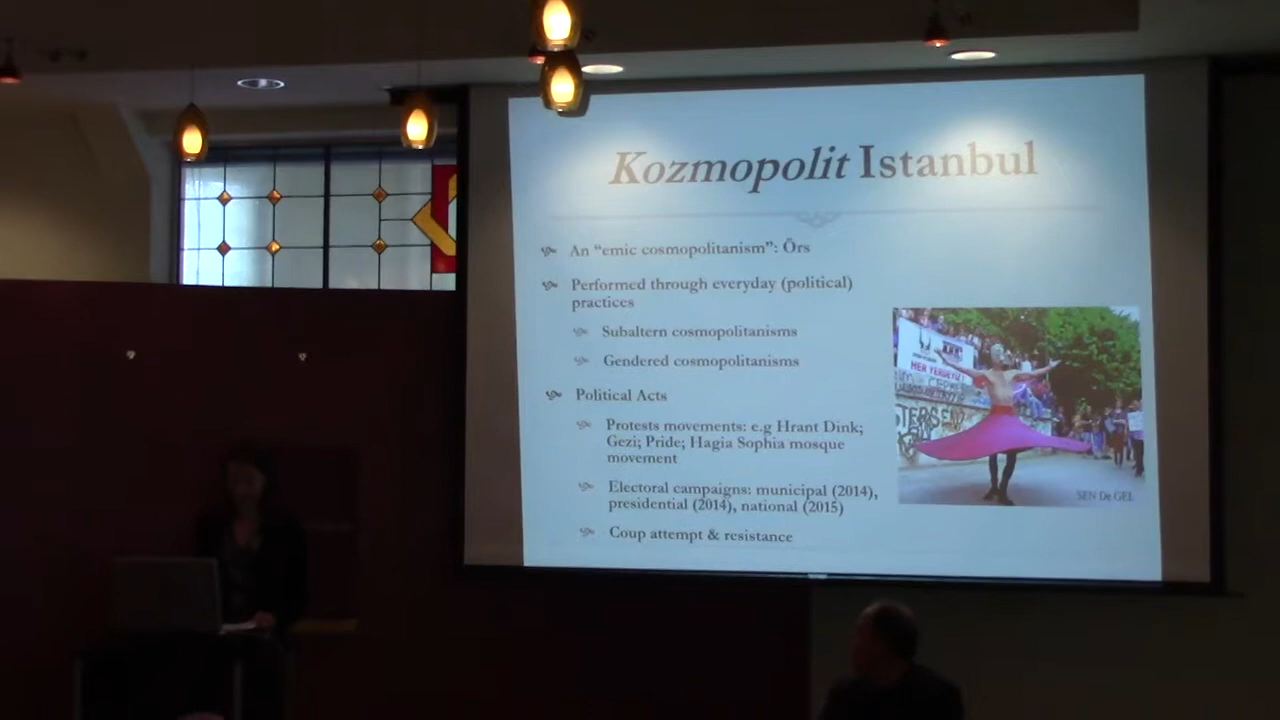 Kozmopolit Istanbul
An “emic cosmopolitanism”: Örs
Performed through everyday (political)
practices
Subaltern cosmopolitanisms
Gendered cosmopolitanisms
Political Acts
Protests movements: e.g Hrant Dink;
Gezi; Pride; Hagia Sophia mosque
movement
Electoral campaigns: municipal (2014),
presidential (2014), national (2015)
Coup attempt & resistance
HER YERDEYİZ!
SEN De GEL